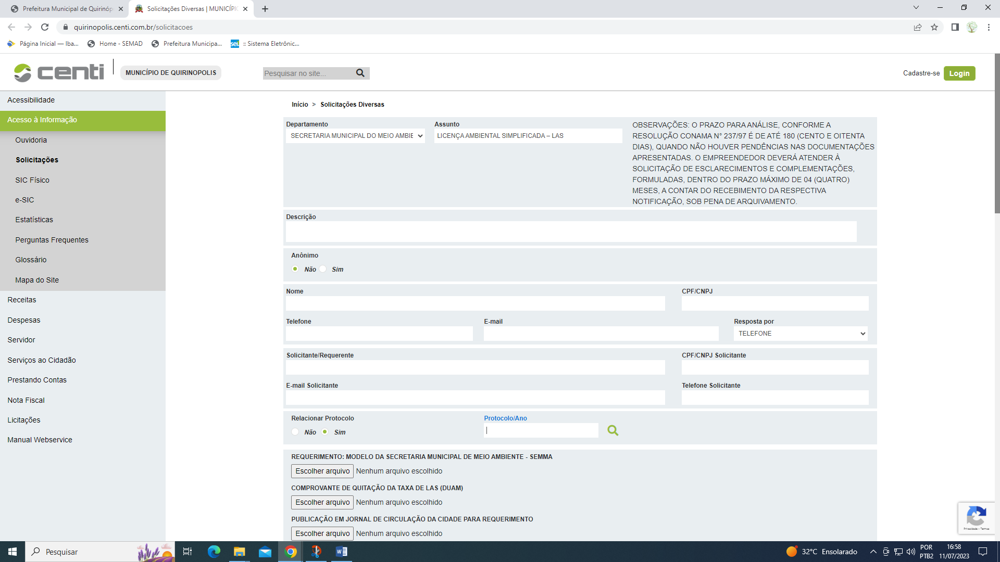 Prefeitura Municipal de Quirinóp
Solicitações Diversas | MUNICÍPIO
quirinopolis.centi.com.br/solicitacoes
Página Inicial — Iba...
Home - SEMAD
Prefeitura Municipa...
sei.
:: Sistema Eletrônic...
centi
MUNICÍPIO DE QUIRINOPOLIS
Pesquisar no site...
Cadastre-se
Login
Acessibilidade
Acesso à Informação
Ouvidoria
Solicitações
SIC Físico
e-SIC
Estatísticas
Perguntas Frequentes
Glossário
Mapa do Site
Receitas
Despesas
Servidor
Serviços ao Cidadão
Prestando Contas
Nota Fiscal
Licitações
Manual Webservice
Início > Solicitações Diversas
Departamento
SECRETARIA MUNICIPAL DO MEIO AMBIE
Assunto
LICENÇA AMBIENTAL SIMPLIFICADA – LAS
OBSERVAÇÕES: O PRAZO PARA ANÁLISE, CONFORME A
RESOLUÇÃO CONAMA N° 237/97 É DE ATÉ 180 (CENTO E OITENTA
DIAS), QUANDO NÃO HOUVER PENDÊNCIAS NAS DOCUMENTAÇÕES
APRESENTADAS. O EMPREENDEDOR DEVERÁ ATENDER À
SOLICITAÇÃO DE ESCLARECIMENTOS E COMPLEMENTAÇÕES,
FORMULADAS, DENTRO DO PRAZO MÁXIMO DE 04 (QUATRO)
MESES, A CONTAR DO RECEBIMENTO DA RESPECTIVA
NOTIFICAÇÃO, SOB PENA DE ARQUIVAMENTO.
Descrição
Anônimo
Não Sim
Nome
CPF/CNPJ
Telefone
E-mail
Resposta por
TELEFONE
Solicitante/Requerente
CPF/CNPJ Solicitante
E-mail Solicitante
Telefone Solicitante
Relacionar Protocolo
Não Sim
Protocolo/Ano
REQUERIMENTO: MODELO DA SECRETARIA MUNICIPAL DE MEIO AMBIENTE - SEMMA
Escolher arquivo Nenhum arquivo escolhido
COMPROVANTE DE QUITAÇÃO DA TAXA DE LAS (DUAM)
Escolher arquivo Nenhum arquivo escolhido
PUBLICAÇÃO EM JORNAL DE CIRCULAÇÃO DA CIDADE PARA REQUERIMENTO
Escolher arquivo Nenhum arquivo escolhido
Privacidade - Termos
Pesquisar
32°C Ensolarado
POR
PTB2
16:58
11/07/2023